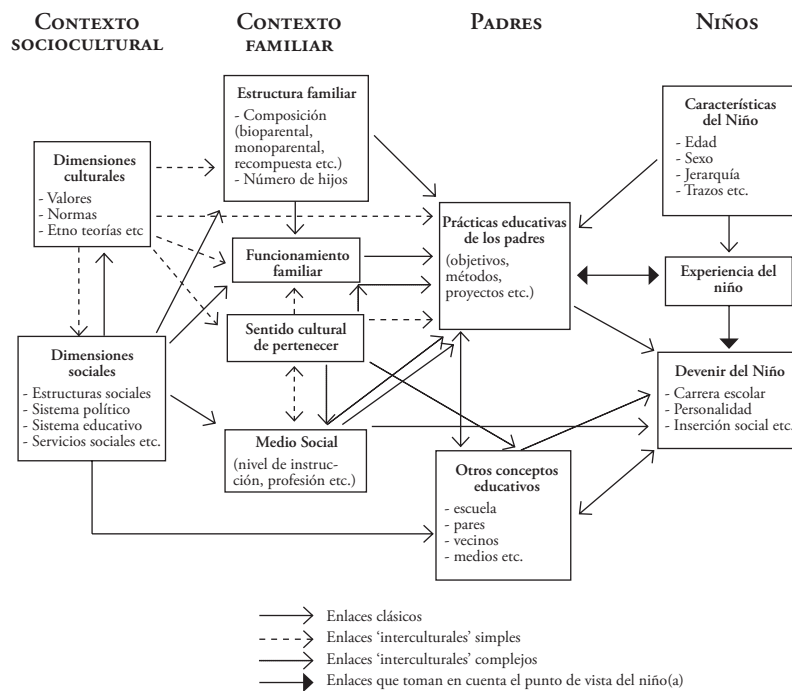 CONTEXTO
SOCIOCULTURAL
CONTEXTO
FAMILIAR
PADRES
NIÑOS
Dimensiones
culturales
- Valores
- Normas
- Etno teorías etc
Dimensiones
sociales
- Estructuras sociales
- Sistema político
- Sistema educativo
- Servicios sociales etc.
Estructura familiar
- Composición
(bioparental,
monoparental,
recompuesta etc.)
- Número de hijos
Funcionamiento
familiar
Sentido cultural
de pertenecer
Medio Social
(nivel de instruc-
ción, profesión etc.)
Prácticas educativas
de los padres
(objetivos,
métodos,
proyectos etc.)
Otros conceptos
educativos
- escuela
- pares
- vecinos
- medios etc.
Características
del Niño
- Edad
- Sexo
- Jerarquía
- Trazos etc.
Experiencia del
niño
Devenir del Niño
- Carrera escolar
- Personalidad
- Inserción social etc.
Enlaces clásicos
Enlaces ‘interculturales’ simples
Enlaces ‘interculturales’ complejos
Enlaces que toman en cuenta el punto de vista del niño(a)